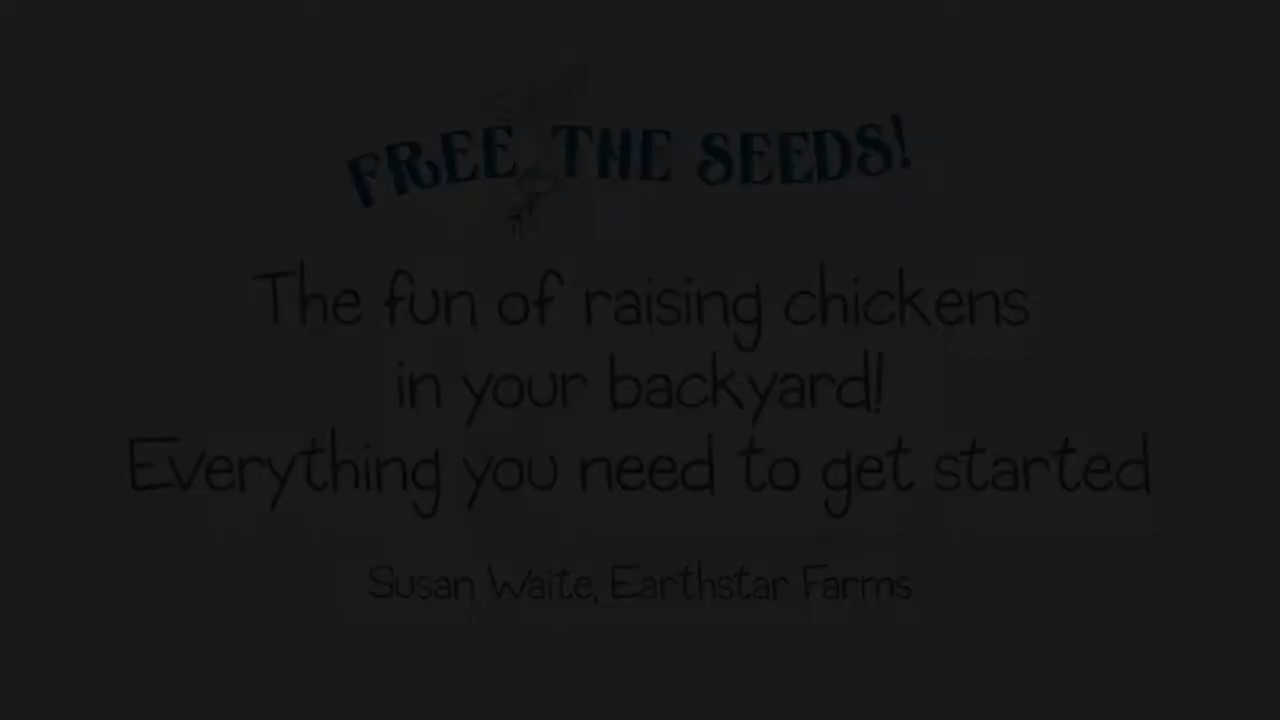 FREE THE SEEDS!
The fun of raising chickens
in your backyard!
Everything you need to get started
Susan Waite, Earthstar Farms